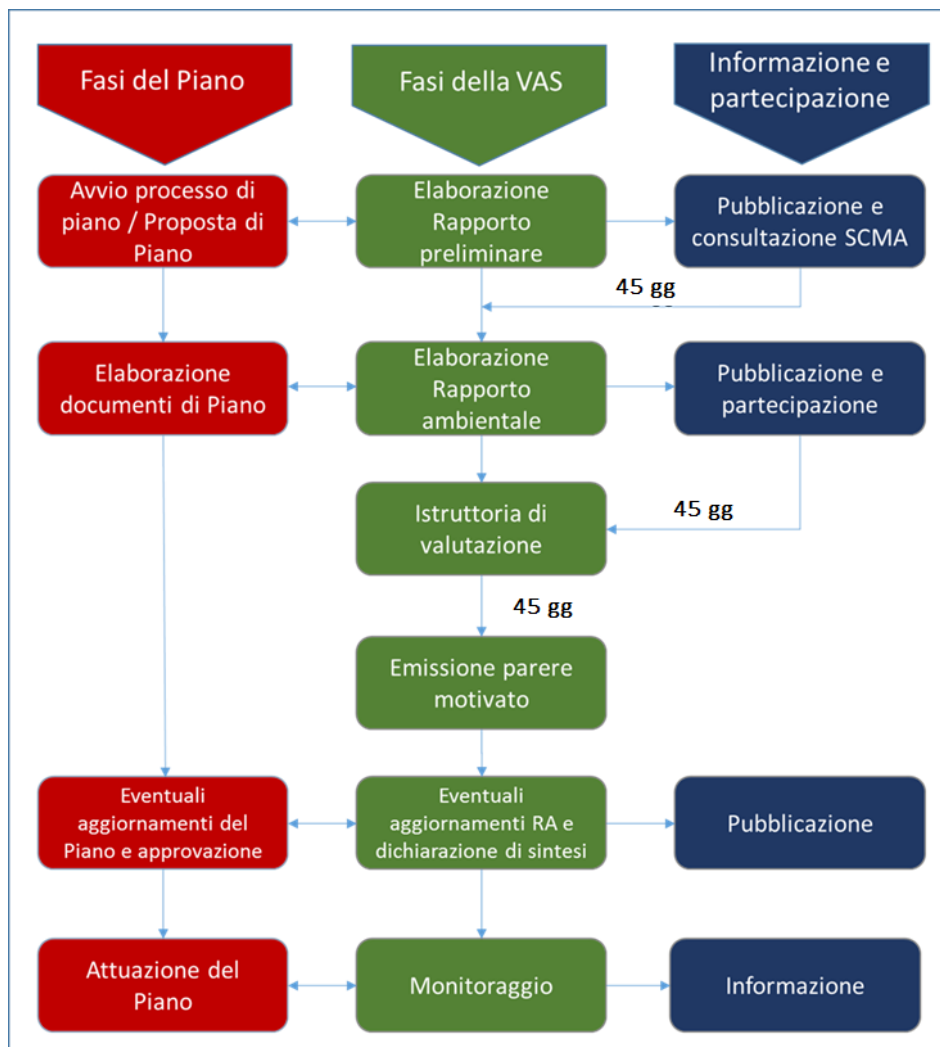 Fasi del Piano
Fasi della VAS
Informazione e
partecipazione
Avvio processo di
piano / Proposta di
Piano
Elaborazione
Rapporto
preliminare
Pubblicazione e
consultazione SCMA
45 gg
Elaborazione
documenti di Piano
Elaborazione
Rapporto
ambientale
Pubblicazione e
partecipazione
Istruttoria di
valutazione
45 gg
45 gg
Emissione parere
motivato
Eventuali
aggiornamenti del
Piano e approvazione
Eventuali
aggiornamenti RA e
dichiarazione di sintesi
Pubblicazione
Attuazione del
Piano
Monitoraggio
Informazione